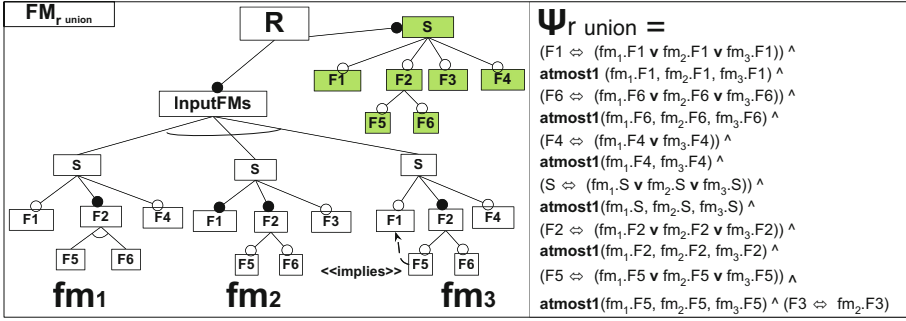 FM r union
R
S
F1
F2
F3
F4
F5
F6
InputFMs
S
S
S
F1
F2
F4
F1
F2
F3
F1
F2
F4
F5
F6
F5
F6
<<implies>>
F5
F6
fm1
fm2
fm3
Ψr union =
(F1 ⇔ (fm1.F1 v fm2.F1 v fm3.F1)) ^
atmost1 (fm1.F1, fm2.F1, fm3.F1) ^
(F6 ⇔ (fm1.F6 v fm2.F6 v fm3.F6)) ^
atmost1(fm1.F6, fm2.F6, fm3.F6) ^
(F4 ⇔ (fm1.F4 v fm3.F4)) ^
atmost1(fm1.F4, fm3.F4) ^
(S ⇔ (fm1.S v fm2.S v fm3.S)) ^
atmost1(fm1.S, fm2.S, fm3.S) ^
(F2 ⇔ (fm1.F2 v fm2.F2 v fm3.F2)) ^
atmost1(fm1.F2, fm2.F2, fm3.F2) ^
(F5 ⇔ (fm1.F5 v fm2.F5 v fm3.F5)) ^
atmost1(fm1.F5, fm2.F5, fm3.F5) ^ (F3 ⇔ fm2.F3)